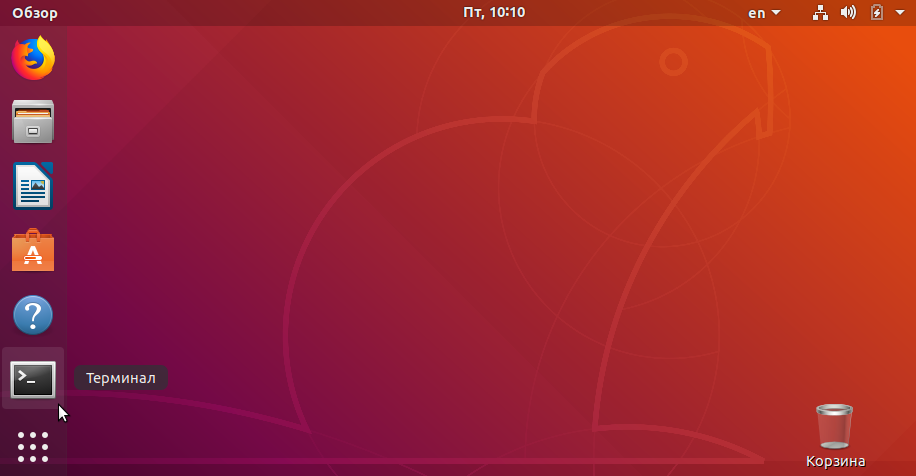 Обзор
Пт, 10:10
en
Терминал
Корзина